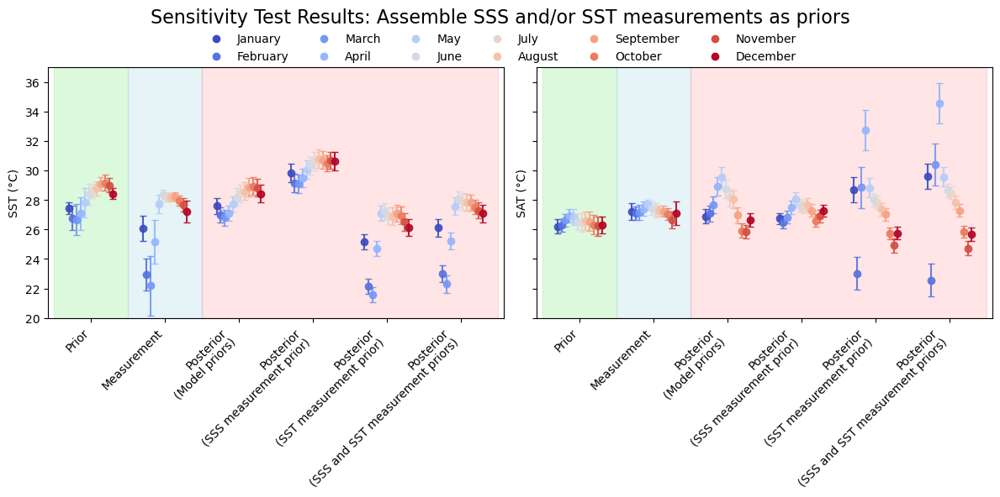 Sensitivity Test Results: Assemble SSS and/or SST measurements as priors
January March May July September November
February April June August October December
SST (°C)
36
34
32
30
28
26
24
22
20
Prior
Measurement
Posterior
(Model priors)
Posterior
(SSS measurement prior)
Posterior
(SST measurement prior)
Posterior
(SSS and SST measurement priors)
SAT (°C)
Prior
Measurement
Posterior
(Model priors)
Posterior
(SSS measurement prior)
Posterior
(SST measurement prior)
Posterior
(SSS and SST measurement priors)